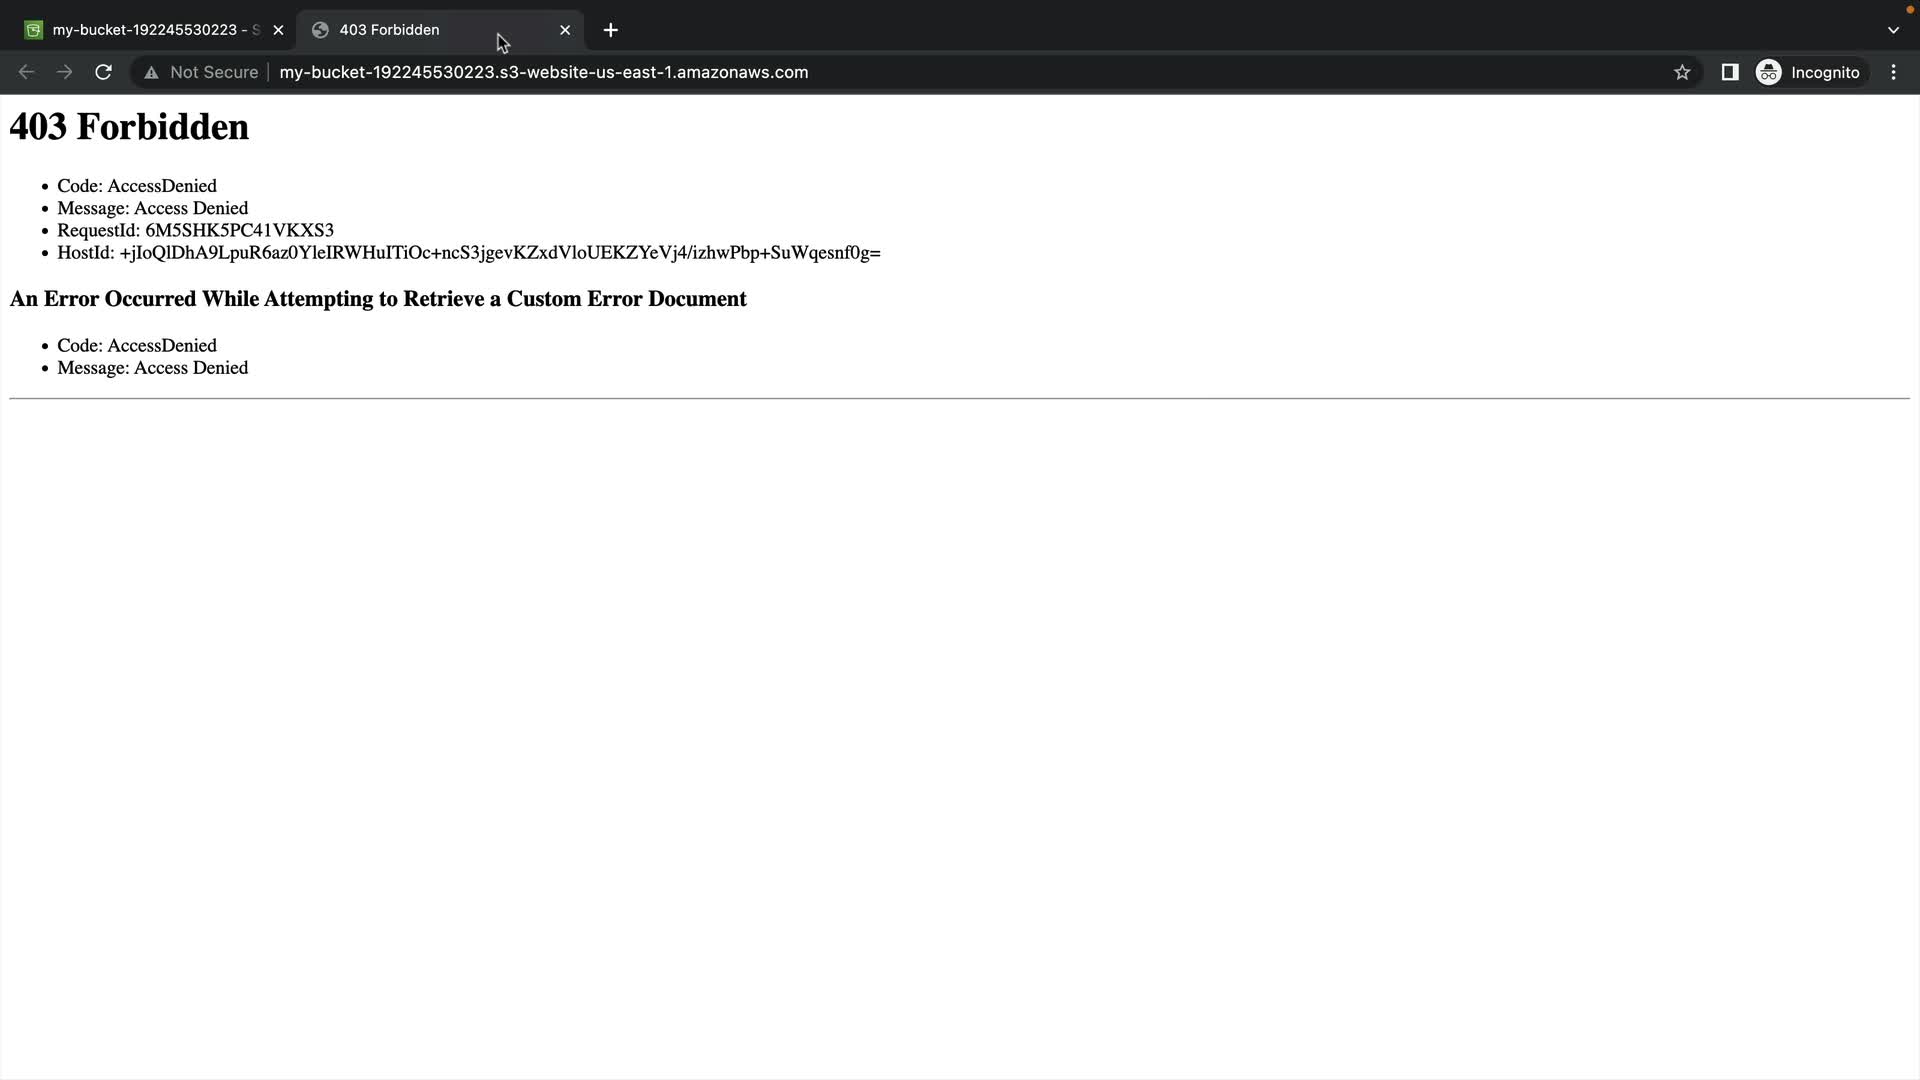 my-bucket-192245530223 - S
403 Forbidden
Not Secure
my-bucket-192245530223.s3-website-us-east-1.amazonaws.com
Incognito
403 Forbidden
Code: AccessDenied
Message: Access Denied
RequestId: 6M5SHK5PC41VKXS3
HostId: +jIoQlDhA9LpuR6az0YleIRWHuITiOc+ncS3jgevKZxdVloUEKZYeVj4/izhwPbp+SuWqesnf0g=
An Error Occurred While Attempting to Retrieve a Custom Error Document
Code: AccessDenied
Message: Access Denied